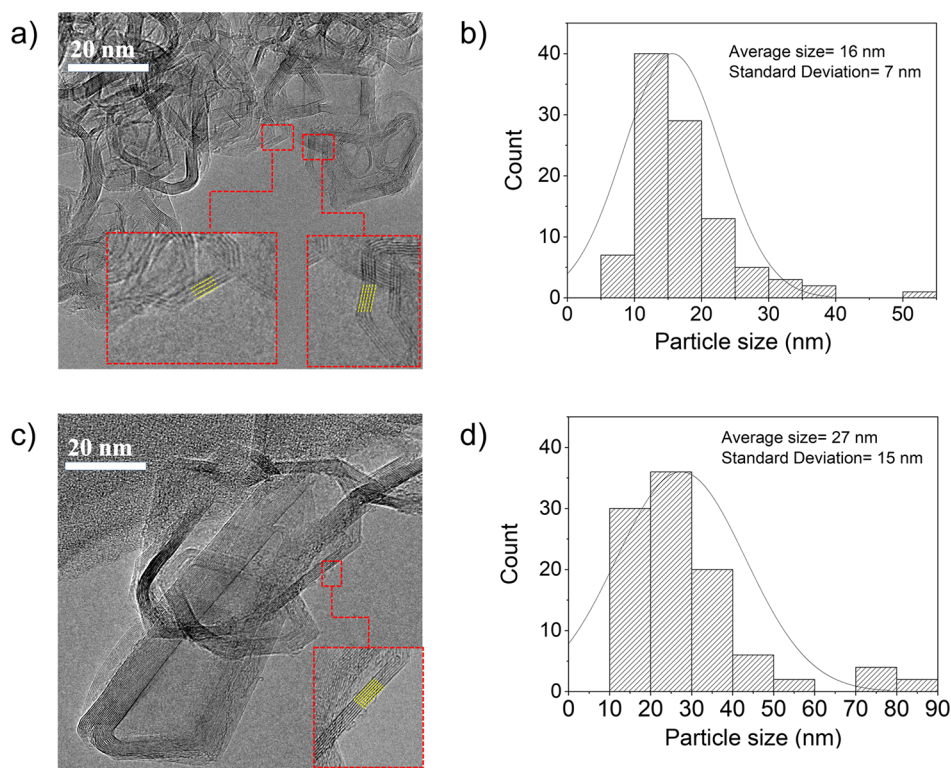 a)
20 nm
b)
Average size= 16 nm
Standard Deviation= 7 nm
Count
40
30
20
10
0
0 10 20 30 40 50
Particle size (nm)
c)
20 nm
d)
Average size= 27 nm
Standard Deviation= 15 nm
Count
40
30
20
10
0
0 10 20 30 40 50 60 70 80 90
Particle size (nm)